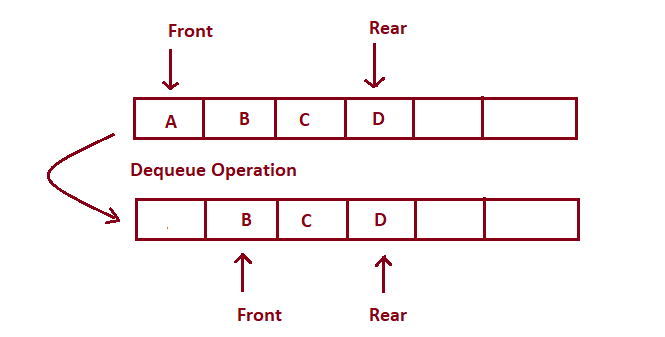 Front Rear
A B C D
Dequeue Operation
B C D
Front Rear